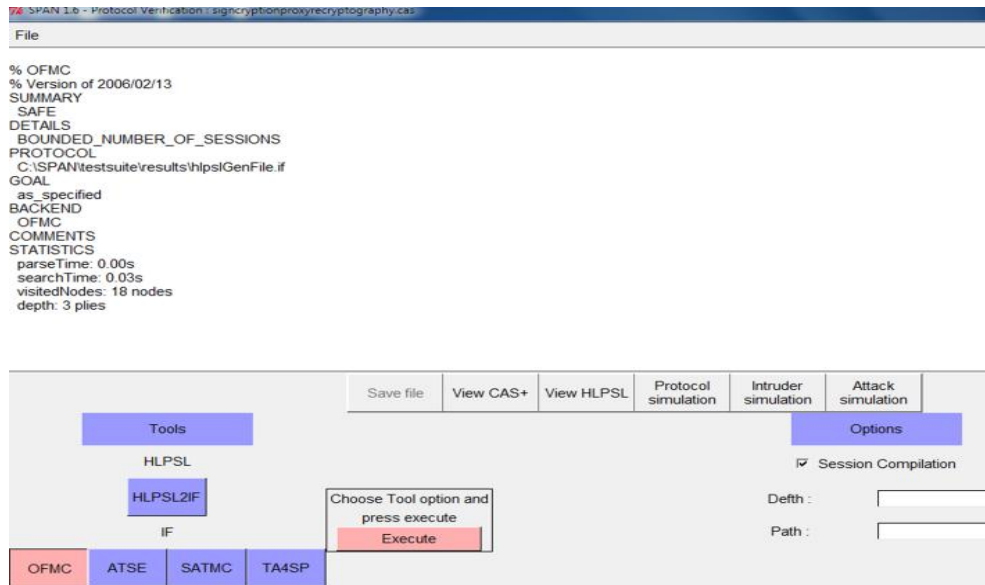 SPAN 1.6 - Protocol Verification : signcryptionproxyrecryptography.cas
File
% OFMC
% Version of 2006/02/13
SUMMARY
SAFE
DETAILS
BOUNDED_NUMBER_OF_SESSIONS
PROTOCOL
C:\SPAN\testsuite\results\hlpslGenFile.if
GOAL
as_specified
BACKEND
OFMC
COMMENTS
STATISTICS
parseTime: 0.00s
searchTime: 0.03s
visitedNodes: 18 nodes
depth: 3 plies
Save file View CAS+ View HLPSL Protocol simulation Intruder simulation Attack simulation
Tools
Options
HLPSL
Session Compilation
HLPSL2IF
Choose Tool option and
press execute
Defth :
IF
Execute
Path :
OFMC ATSE SATMC TA4SP